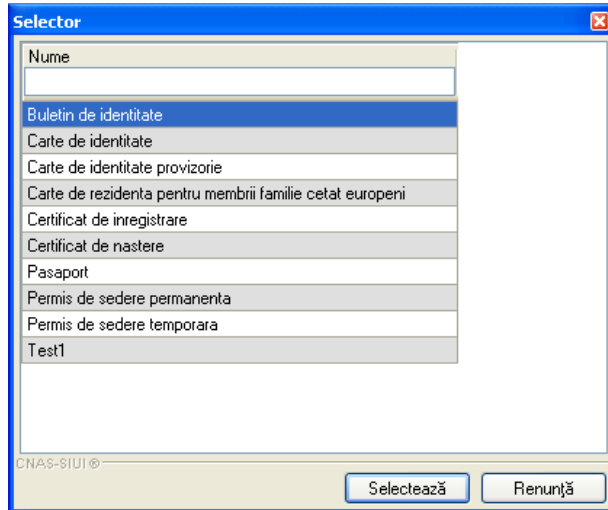 Selector
Nume
Buletin de identitate
Carte de identitate
Carte de identitate provizorie
Carte de rezidenta pentru membrii familie cetat europeni
Certificat de inregistrare
Certificat de nastere
Pasaport
Permis de sedere permanenta
Permis de sedere temporara
Test1
CNAS-SIUI®
Selectează Renunţă